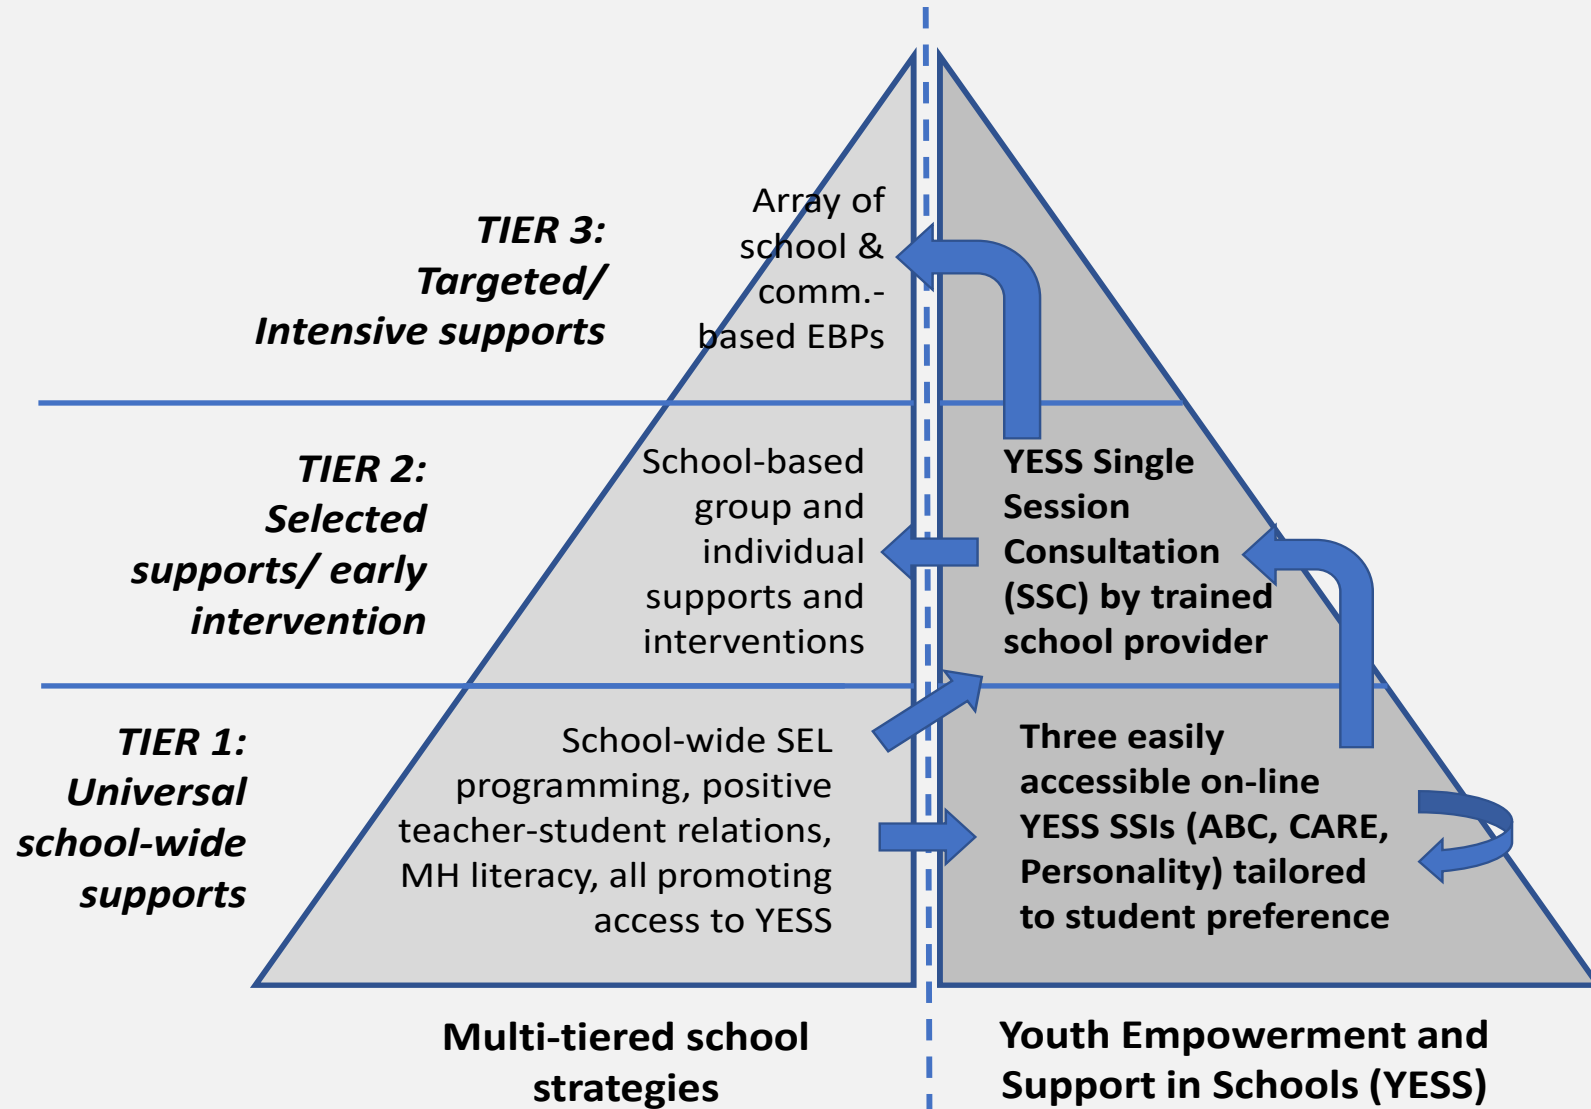 TIER 3:
Targeted/
Intensive supports
Array of
school &
comm.-
based EBPs
TIER 2:
Selected
supports/ early
intervention
School-based
group and
individual
supports and
interventions
YESS Single
Session
Consultation
(SSC) by trained
school provider
TIER 1:
Universal
school-wide
supports
School-wide SEL
programming, positive
teacher-student relations,
MH literacy, all promoting
access to YESS
Three easily
accessible on-line
YESS SSIs (ABC, CARE,
Personality) tailored
to student preference
Multi-tiered school
strategies
Youth Empowerment and
Support in Schools (YESS)